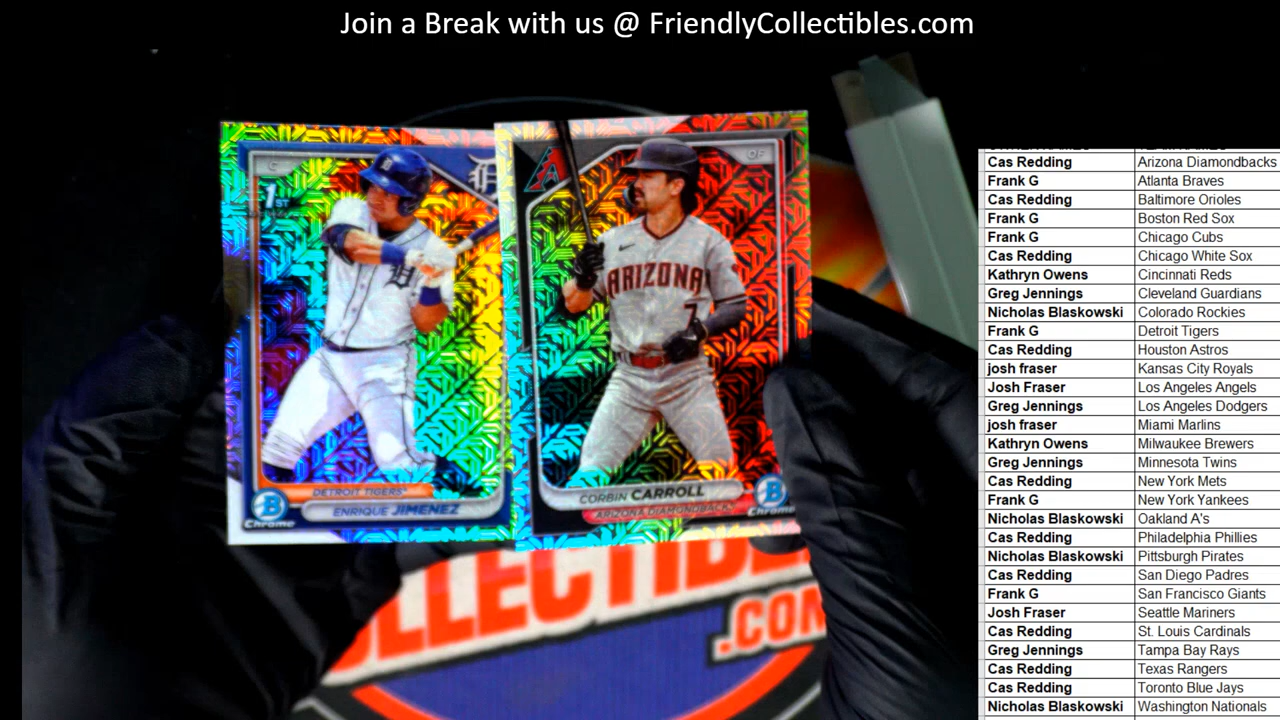 Join a Break with us @ FriendlyCollectibles.com
C
1ST
D
DETROIT TIGERS
ENRIQUE JIMENEZ
B
Chrome
A
OF
ARIZONA
7
CORBIN CARROLL
ARIZONA DIAMONDBACKS
B
Chrome
LLECTIBL
.COM
Cas Redding Arizona Diamondbacks
Frank G Atlanta Braves
Cas Redding Baltimore Orioles
Frank G Boston Red Sox
Frank G Chicago Cubs
Cas Redding Chicago White Sox
Kathryn Owens Cincinnati Reds
Greg Jennings Cleveland Guardians
Nicholas Blaskowski Colorado Rockies
Frank G Detroit Tigers
Cas Redding Houston Astros
josh fraser Kansas City Royals
Josh Fraser Los Angeles Angels
Greg Jennings Los Angeles Dodgers
josh fraser Miami Marlins
Kathryn Owens Milwaukee Brewers
Greg Jennings Minnesota Twins
Cas Redding New York Mets
Frank G New York Yankees
Nicholas Blaskowski Oakland A's
Cas Redding Philadelphia Phillies
Nicholas Blaskowski Pittsburgh Pirates
Cas Redding San Diego Padres
Frank G San Francisco Giants
Josh Fraser Seattle Mariners
Cas Redding St. Louis Cardinals
Greg Jennings Tampa Bay Rays
Cas Redding Texas Rangers
Cas Redding Toronto Blue Jays
Nicholas Blaskowski Washington Nationals